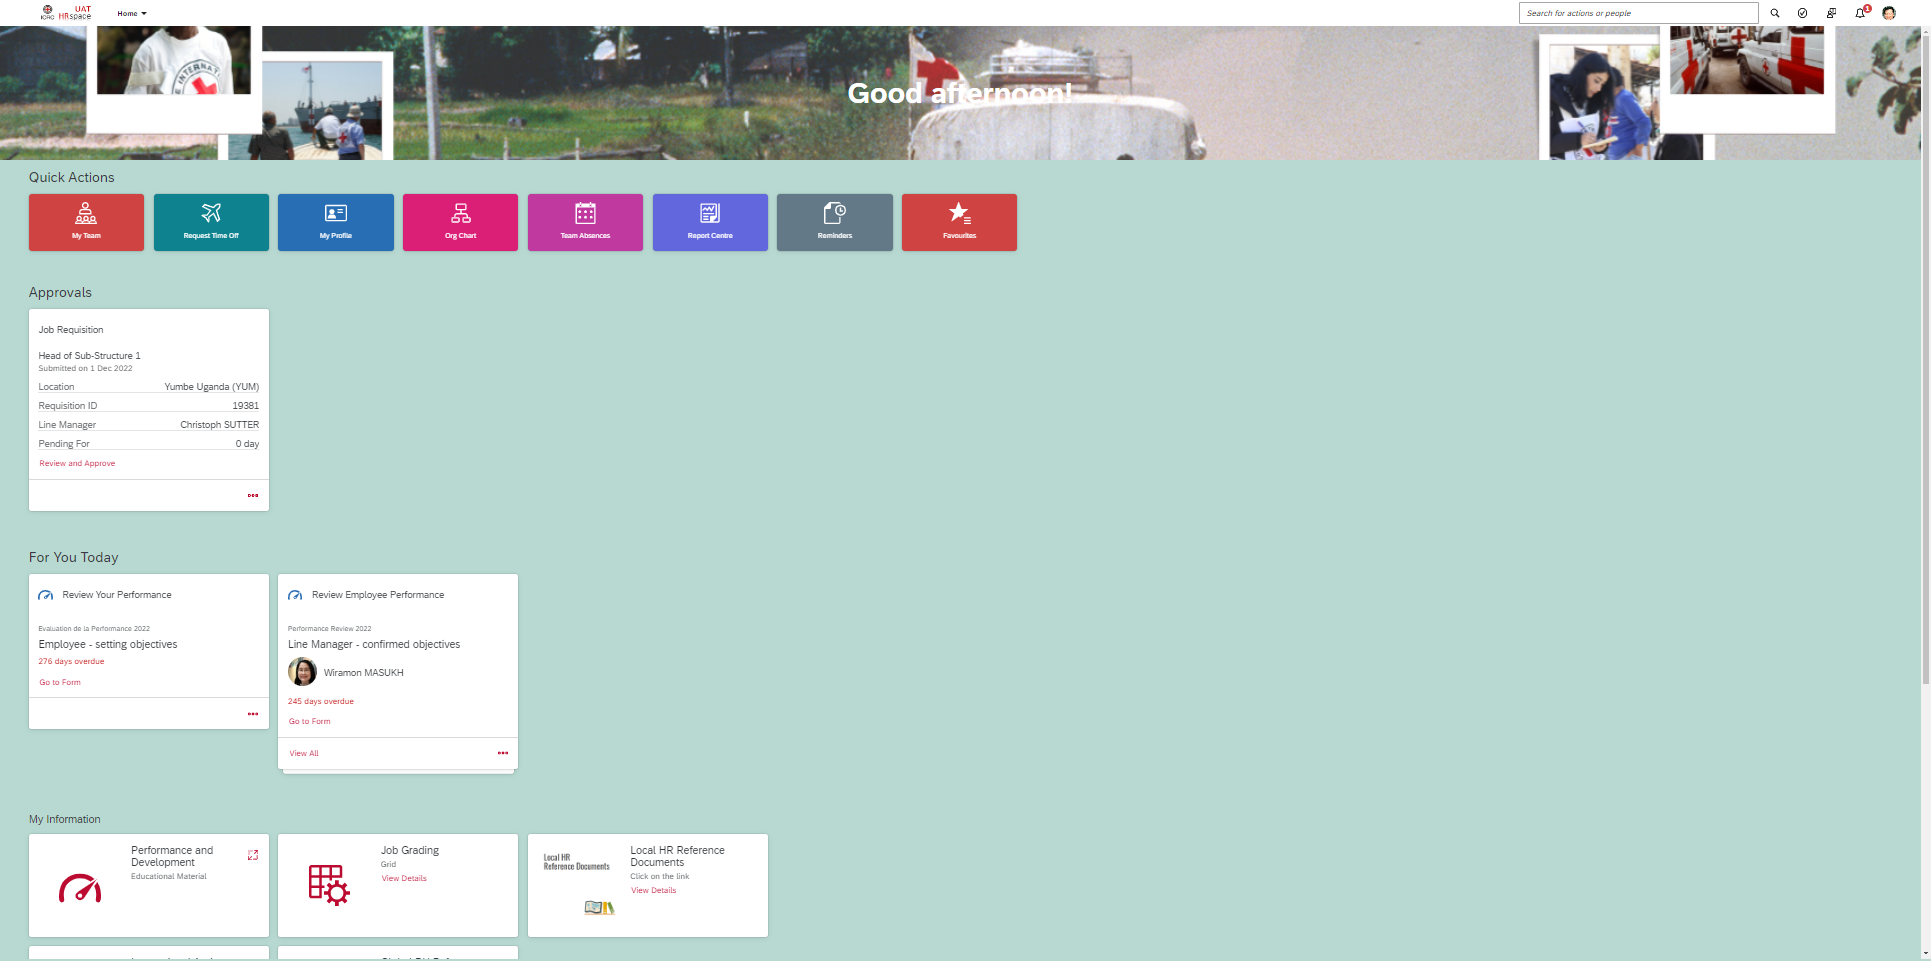 ICRC
UAT
HRspace
Home
Search for actions or people
1
INTERNAT
Good afternoon!
Quick Actions
My Team
Request Time Off
My Profile
Org Chart
Team Absences
Report Centre
Reminders
Favourites
Approvals
Job Requisition
Head of Sub-Structure 1
Submitted on 1 Dec 2022
Location Yumbe Uganda (YUM)
Requisition ID 19381
Line Manager Christoph SUTTER
Pending For 0 day
Review and Approve
For You Today
Review Your Performance
Evaluation de la Performance 2022
Employee - setting objectives
276 days overdue
Go to Form
Review Employee Performance
Performance Review 2022
Line Manager - confirmed objectives
Wiramon MASUKH
245 days overdue
Go to Form
View All
My Information
Performance and
Development
Educational Material
Job Grading
Grid
View Details
Local HR
Reference Documents
Local HR Reference
Documents
Click on the link
View Details